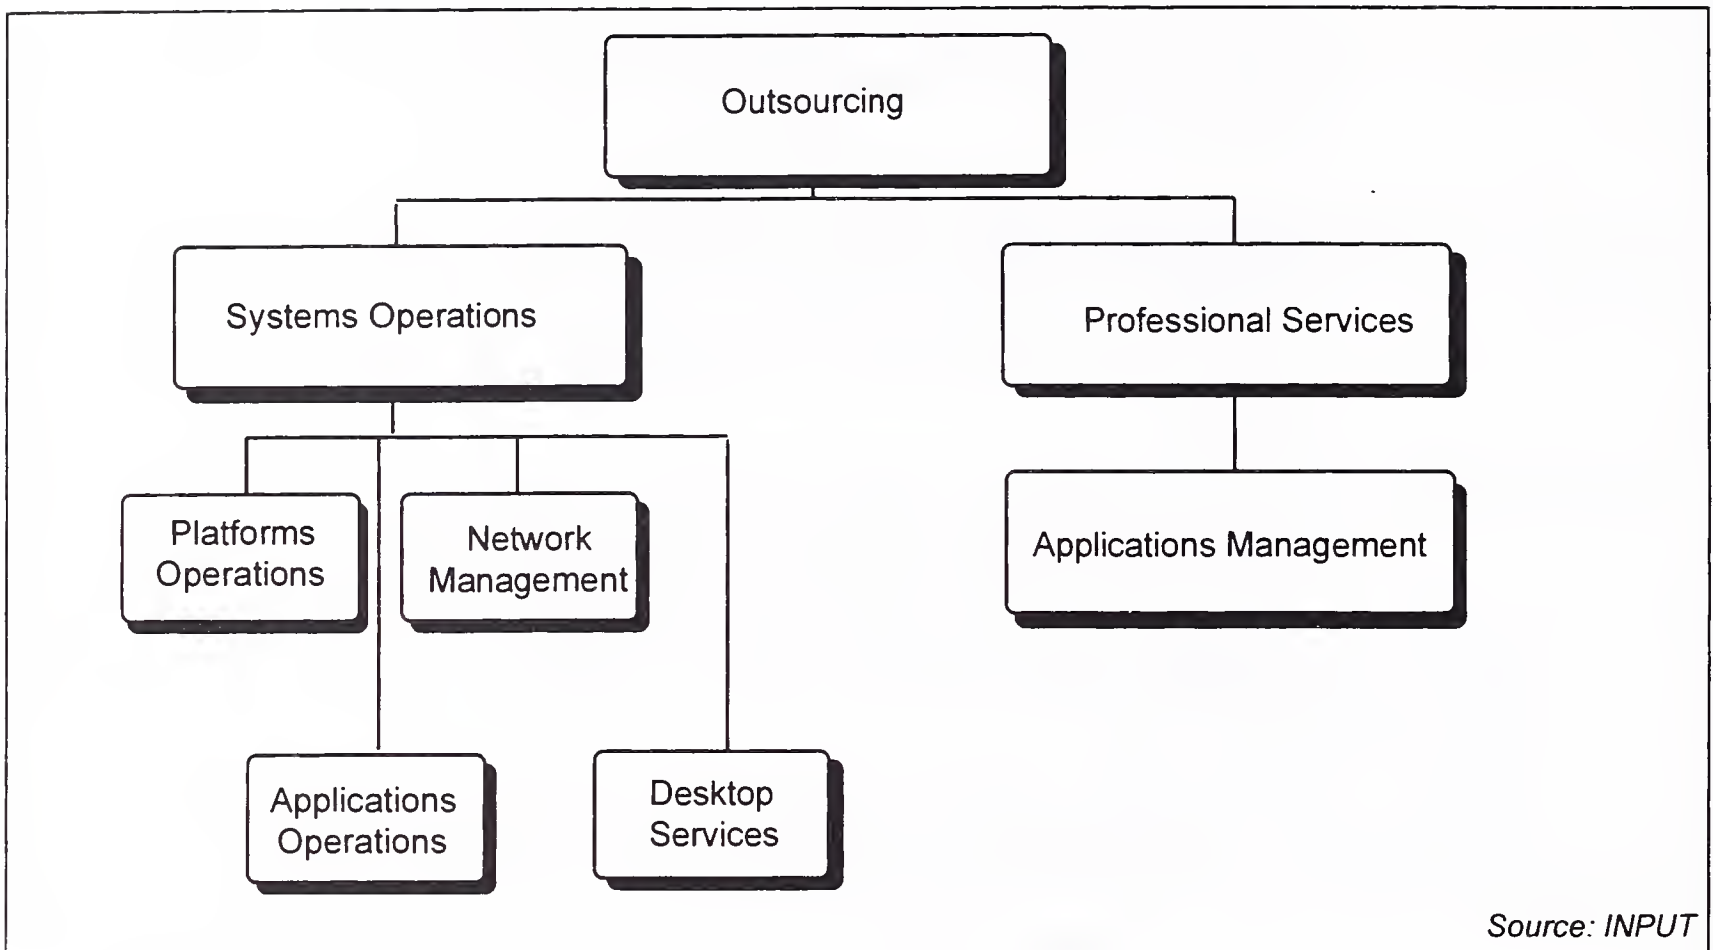 Outsourcing
Systems Operations
Professional Services
Platforms
Operations
Network
Management
Applications Management
Applications
Operations
Desktop
Services
Source: INPUT